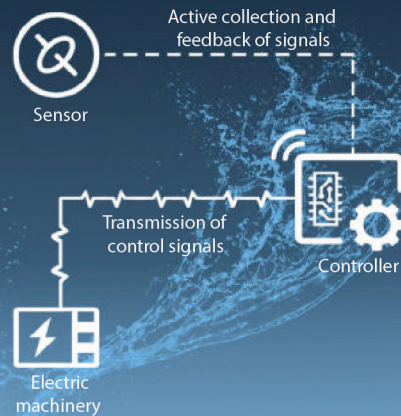 Active collection and
feedback of signals
Sensor
Transmission of
control signals
Controller
Electric
machinery